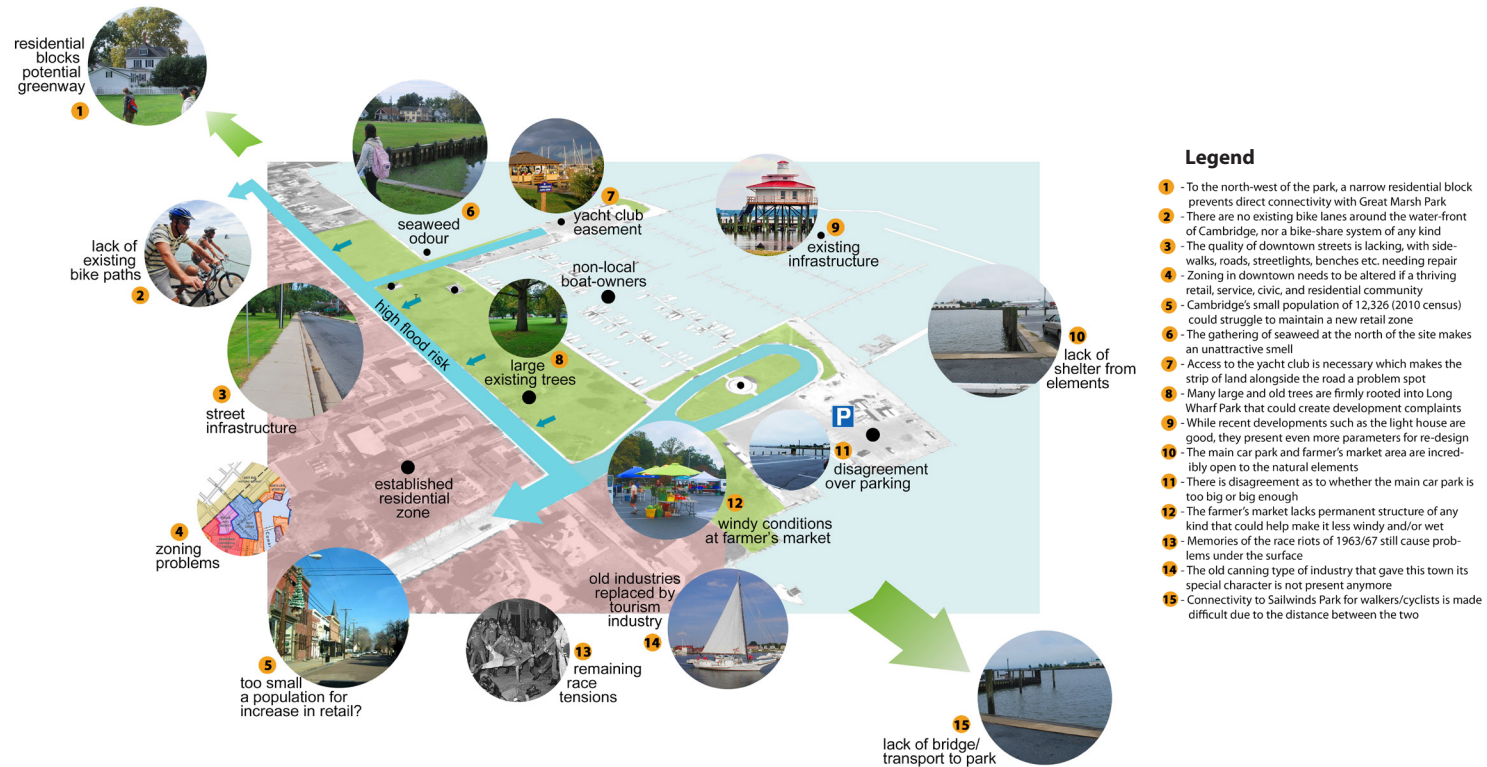 residential
blocks
potential
greenway
1
lack of
existing
bike paths
2
3
street
infrastructure
4
zoning
problems
5
too small
a population for
increase in retail?
6
seaweed
odour
7
yacht club
easement
non-local
boat-owners
high flood risk
8
large
existing trees
9
existing
infrastructure
10
lack of
shelter from
elements
P
11
disagreement
over parking
established
residential
zone
12
windy conditions
at farmer's market
13
remaining
race
tensions
old industries
replaced by
tourism
industry
14
15
lack of bridge/
transport to park
Legend
1 - To the north-west of the park, a narrow residential block
prevents direct connectivity with Great Marsh Park
2 - There are no existing bike lanes around the water-front
of Cambridge, nor a bike-share system of any kind
3 - The quality of downtown streets is lacking, with side-
walks, roads, streetlights, benches etc. needing repair
4 - Zoning in downtown needs to be altered if a thriving
retail, service, civic, and residential community
5 - Cambridge's small population of 12,326 (2010 census)
could struggle to maintain a new retail zone
6 - The gathering of seaweed at the north of the site makes
an unattractive smell
7 - Access to the yacht club is necessary which makes the
strip of land alongside the road a problem spot
8 - Many large and old trees are firmly rooted into Long
Wharf Park that could create development complaints
9 - While recent developments such as the light house are
good, they present even more parameters for re-design
10 - The main car park and farmer's market area are incred-
ibly open to the natural elements
11 - There is disagreement as to whether the main car park is
too big or big enough
12 - The farmer's market lacks permanent structure of any
kind that could help make it less windy and/or wet
13 - Memories of the race riots of 1963/67 still cause prob-
lems under the surface
14 - The old canning type of industry that gave this town its
special character is not present anymore
15 - Connectivity to Sailwinds Park for walkers/cyclists is made
difficult due to the distance between the two